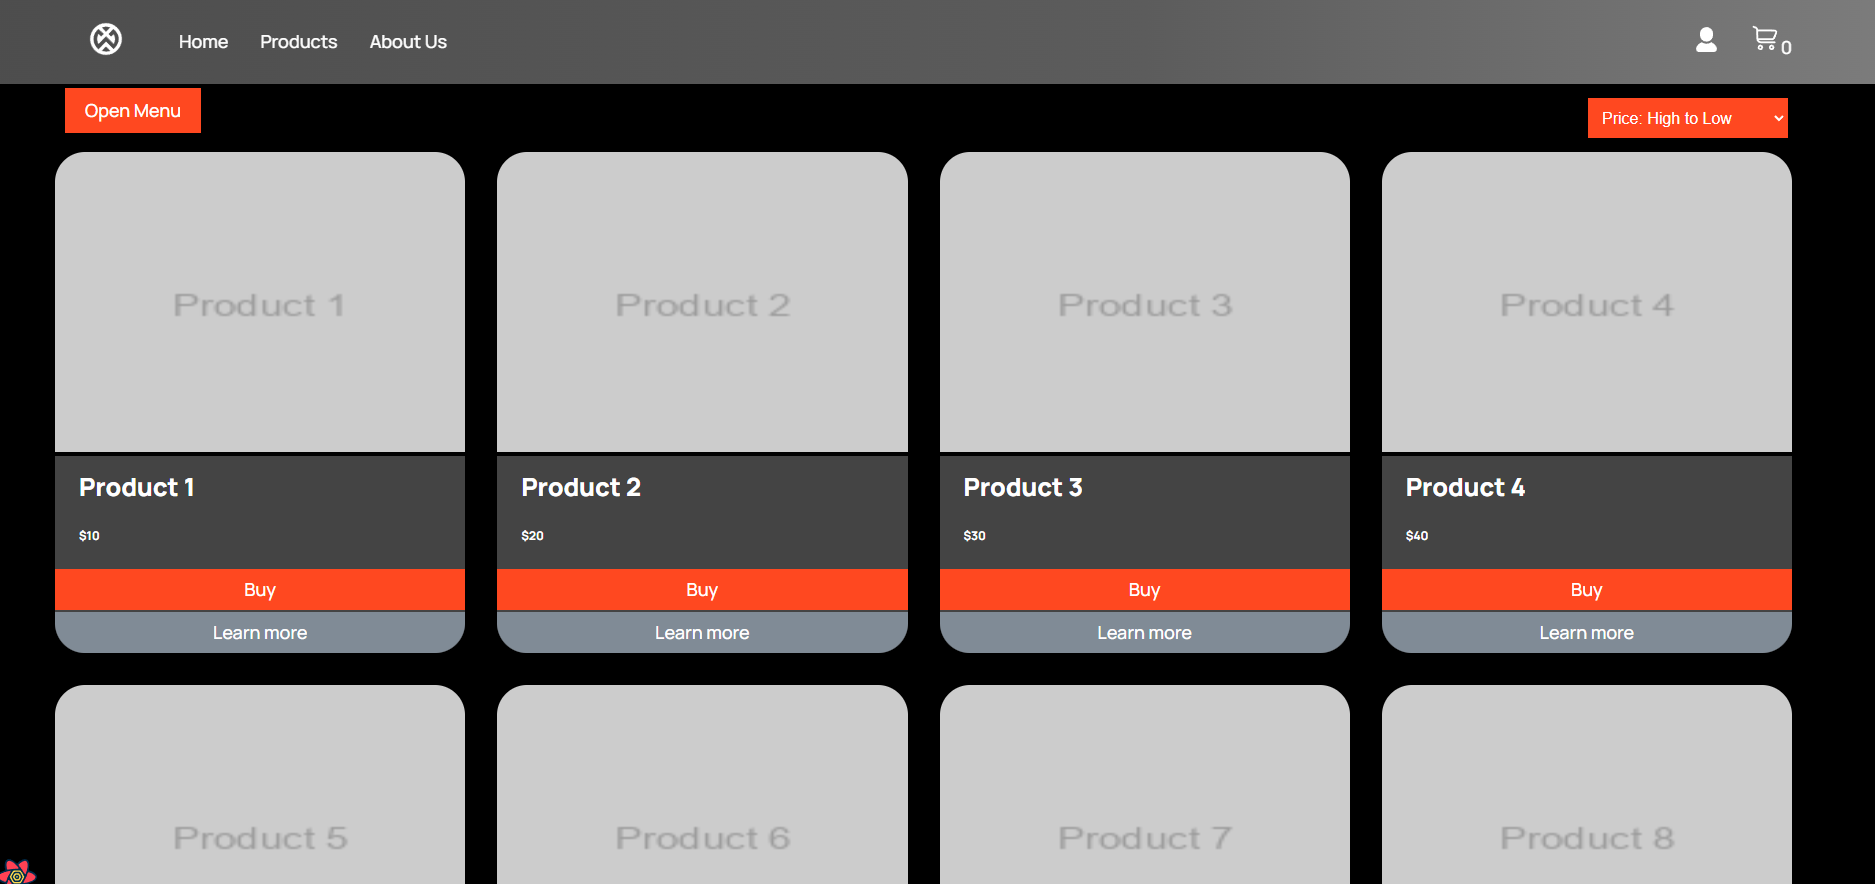 Home Products About Us 0
Open Menu Price: High to Low
Product 1 Product 2 Product 3 Product 4
Product 1 Product 2 Product 3 Product 4
$10 $20 $30 $40
Buy Buy Buy Buy
Learn more Learn more Learn more Learn more
Product 5 Product 6 Product 7 Product 8